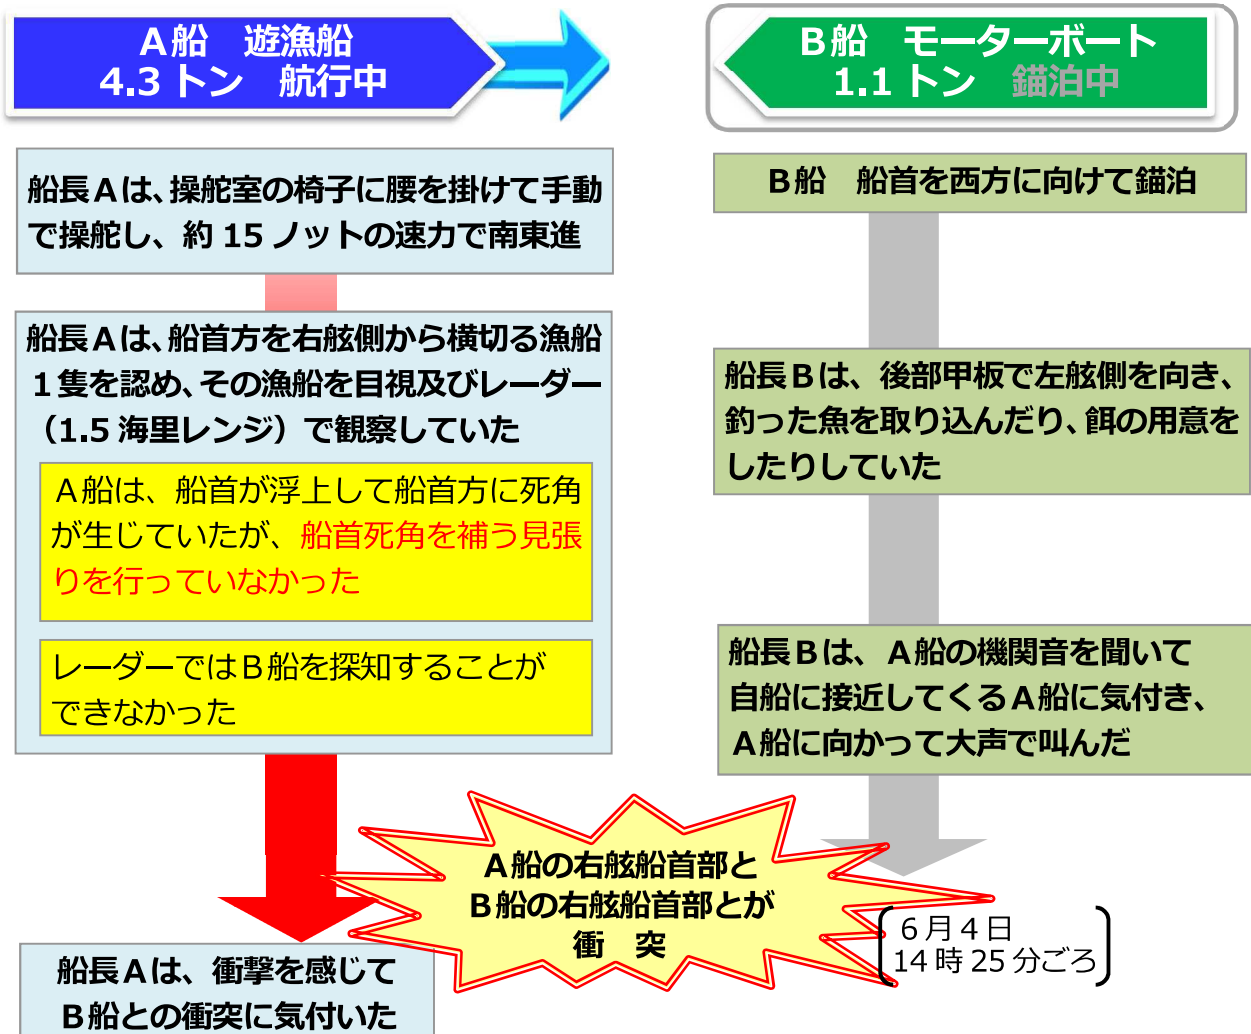 A船 遊漁船
4.3トン 航行中
B船 モーターボート
1.1トン 錨泊中
船長Aは、操舵室の椅子に腰を掛けて手動
で操舵し、約 15 ノットの速力で南東進
船長Aは、船首方を右舷側から横切る漁船
1隻を認め、その漁船を目視及びレーダー
（1.5 海里レンジ）で観察していた
A船は、船首が浮上して船首方に死角
が生じていたが、船首死角を補う見張
りを行っていなかった
レーダーではB船を探知することが
できなかった
B船 船首を西方に向けて錨泊
船長Bは、後部甲板で左舷側を向き、
釣った魚を取り込んだり、餌の用意を
したりしていた
船長Bは、A船の機関音を聞いて
自船に接近してくるA船に気付き、
A船に向かって大声で叫んだ
A船の右舷船首部と
B船の右舷船首部とが
衝 突
6月4日
14時25分ごろ
船長Aは、衝撃を感じて
B船との衝突に気付いた